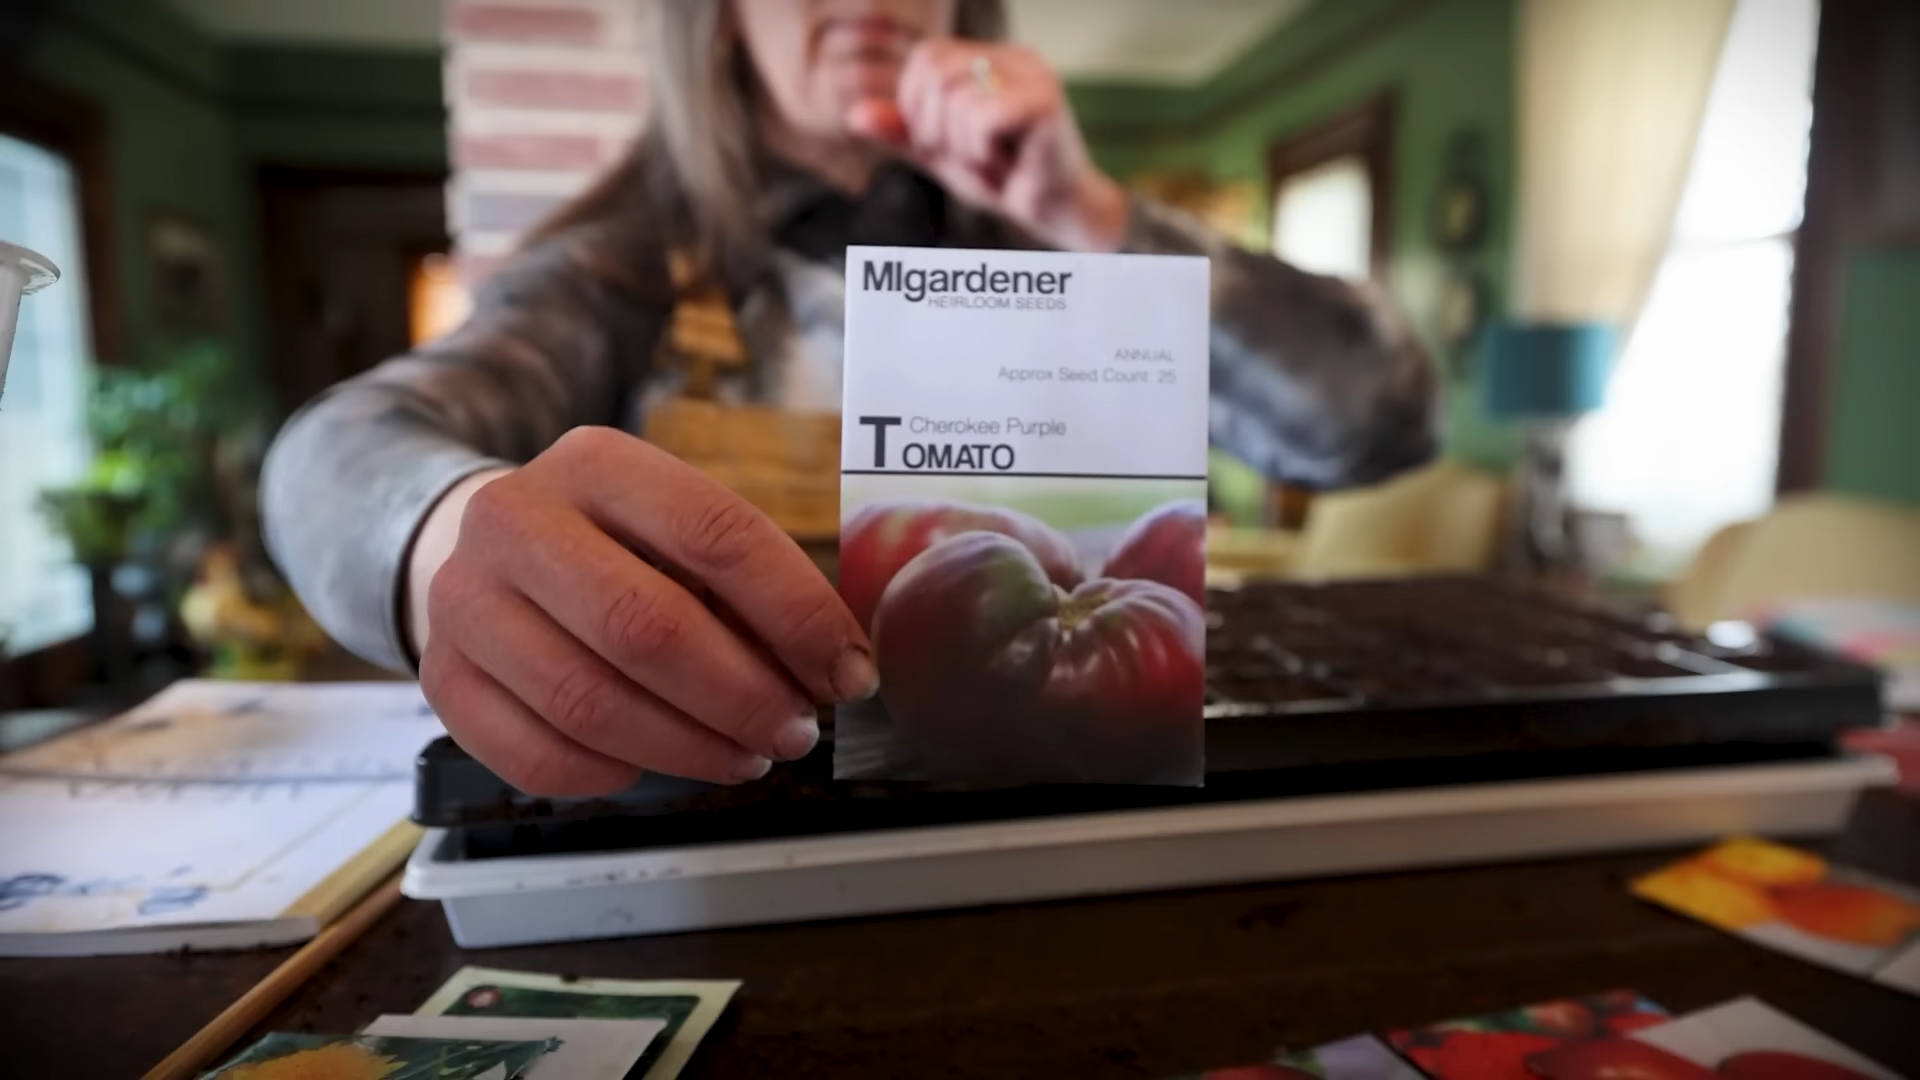 MIgardener
HEIRLOOM SEEDS
ANNUAL
Approx Seed Count: 25
Cherokee Purple
TOMATO